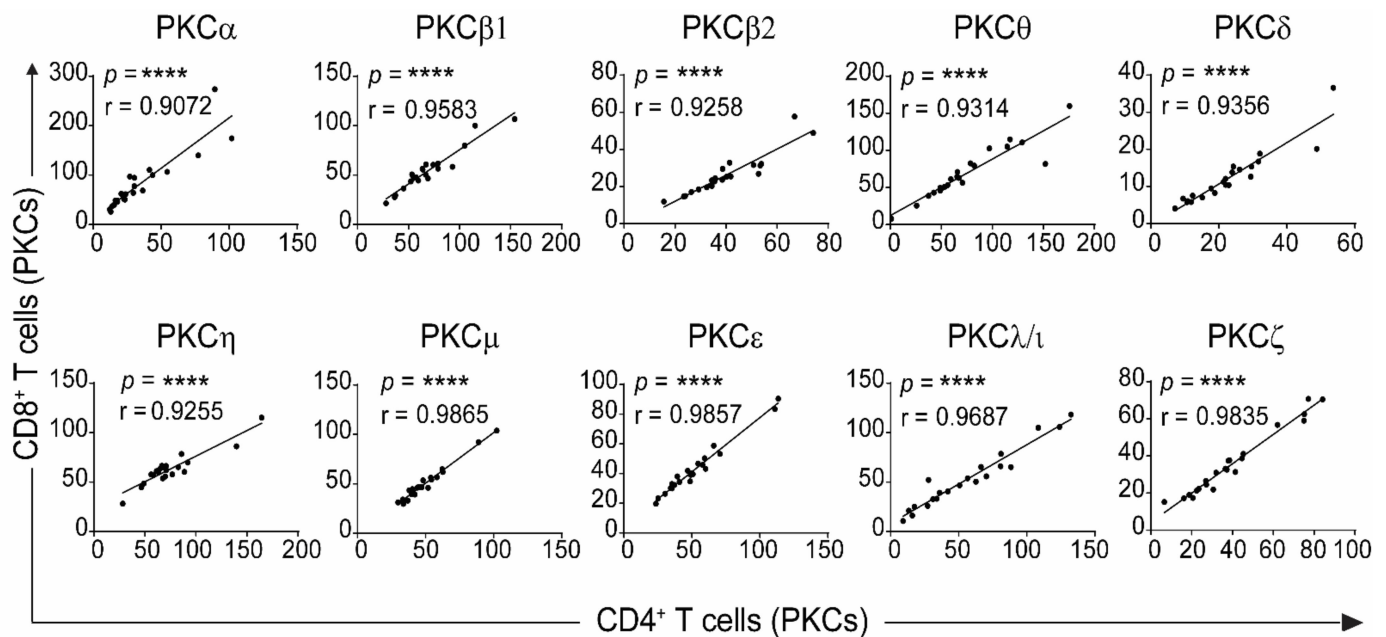 PKCα PKCβ1 PKCβ2 PKCθ PKCδ
p = **** p = **** p = **** p = **** p = ****
r = 0.9072 r = 0.9583 r = 0.9258 r = 0.9314 r = 0.9356
300 200 100 0
150 100 50 0
80 60 40 20 0
200 150 100 50 0
40 30 20 10 0
0 50 100 150
0 50 100 150 200
0 20 40 60 80
0 50 100 150 200
0 20 40 60
PKCη PKCμ PKCε PKCλ/ι PKCζ
p = **** p = **** p = **** p = **** p = ****
r = 0.9255 r = 0.9865 r = 0.9857 r = 0.9687 r = 0.9835
150 100 50 0
150 100 50 0
100 80 60 40 20 0
150 100 50 0
80 60 40 20 0
0 50 100 150 200
0 50 100 150
0 50 100 150
0 50 100 150
0 20 40 60 80 100
CD8⁺ T cells (PKCs)
CD4⁺ T cells (PKCs)